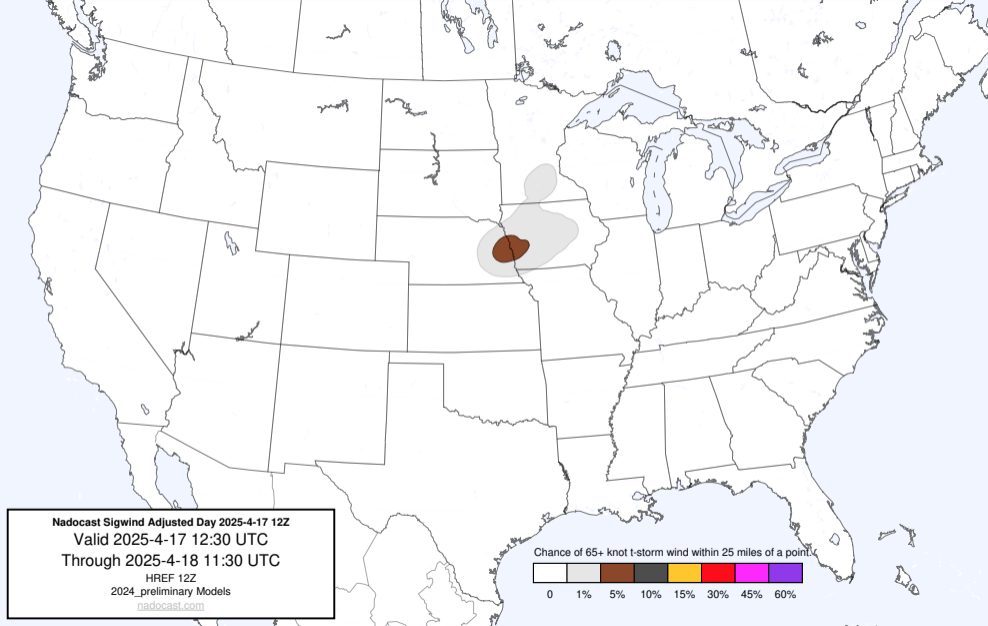 Nadocast Sigwind Adjusted Day 2025-4-17 12Z
Valid 2025-4-17 12:30 UTC
Through 2025-4-18 11:30 UTC
HREF 12Z
2024_preliminary Models
nadocast.com
Chance of 65+ knot t-storm wind within 25 miles of a point.
0 1% 5% 10% 15% 30% 45% 60%